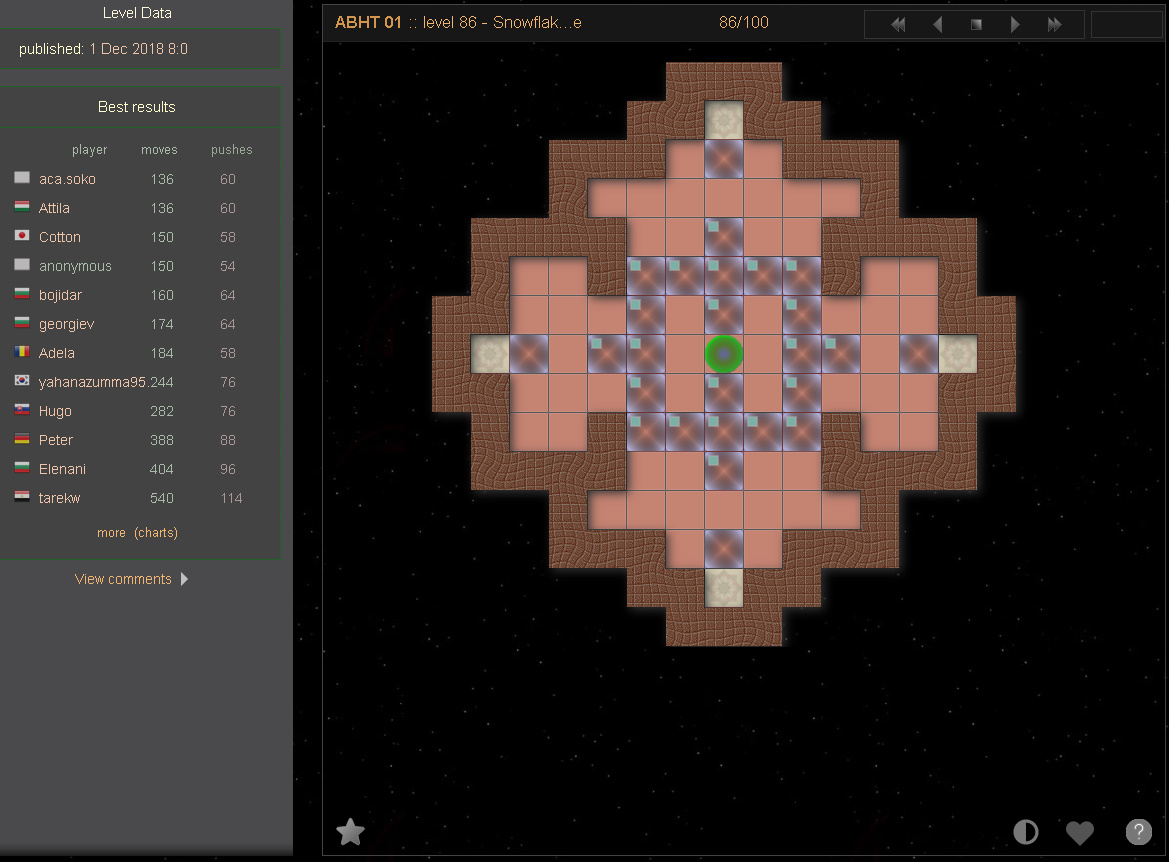 Level Data
published: 1 Dec 2018 8:0
Best results
player moves pushes
aca.soko 136 60
Attila 136 60
Cotton 150 58
anonymous 150 54
bojidar 160 64
georgiev 174 64
Adela 184 58
yahanazumma95. 244 76
Hugo 282 76
Peter 388 88
Elenani 404 96
tarekw 540 114
more (charts)
View comments
ABHT 01 :: level 86 - Snowflak...e 86/100
?